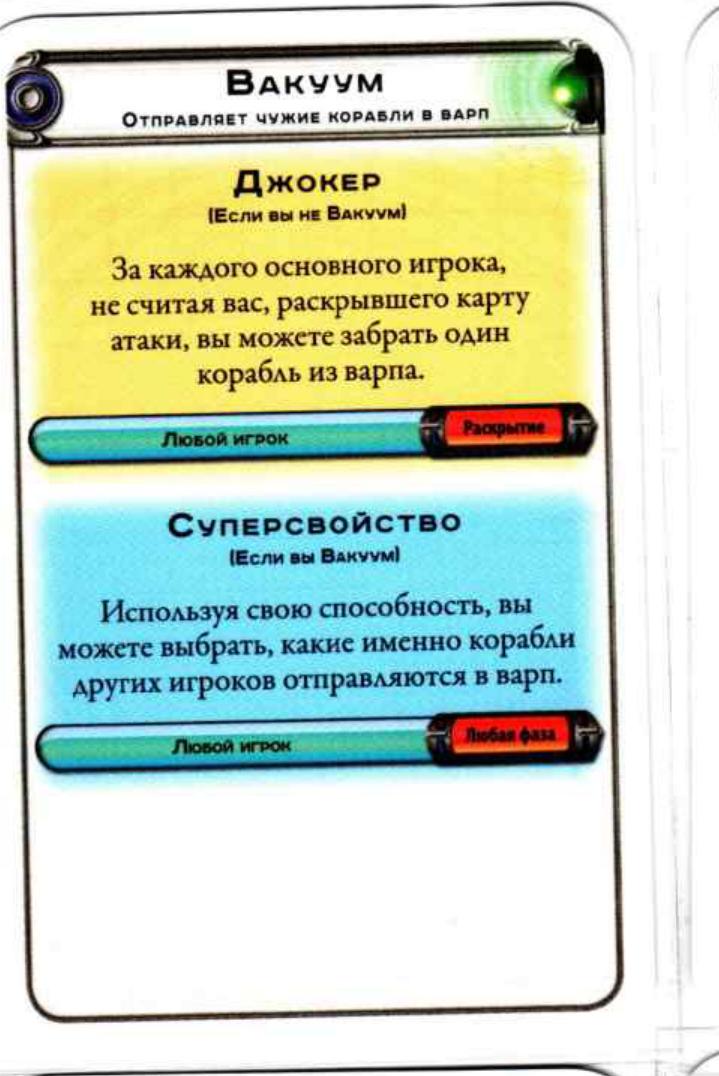 Вакуум
Отправляет чужие корабли в варп
Джокер
(Если вы не Вакуум)
За каждого основного игрока,
не считая вас, раскрывшего карту
атаки, вы можете забрать один
корабль из варпа.
Любой игрок
Раскрытие
Суперсвойство
(Если вы Вакуум)
Используя свою способность, вы
можете выбрать, какие именно корабли
других игроков отправляются в варп.
Любой игрок
Любая фаза